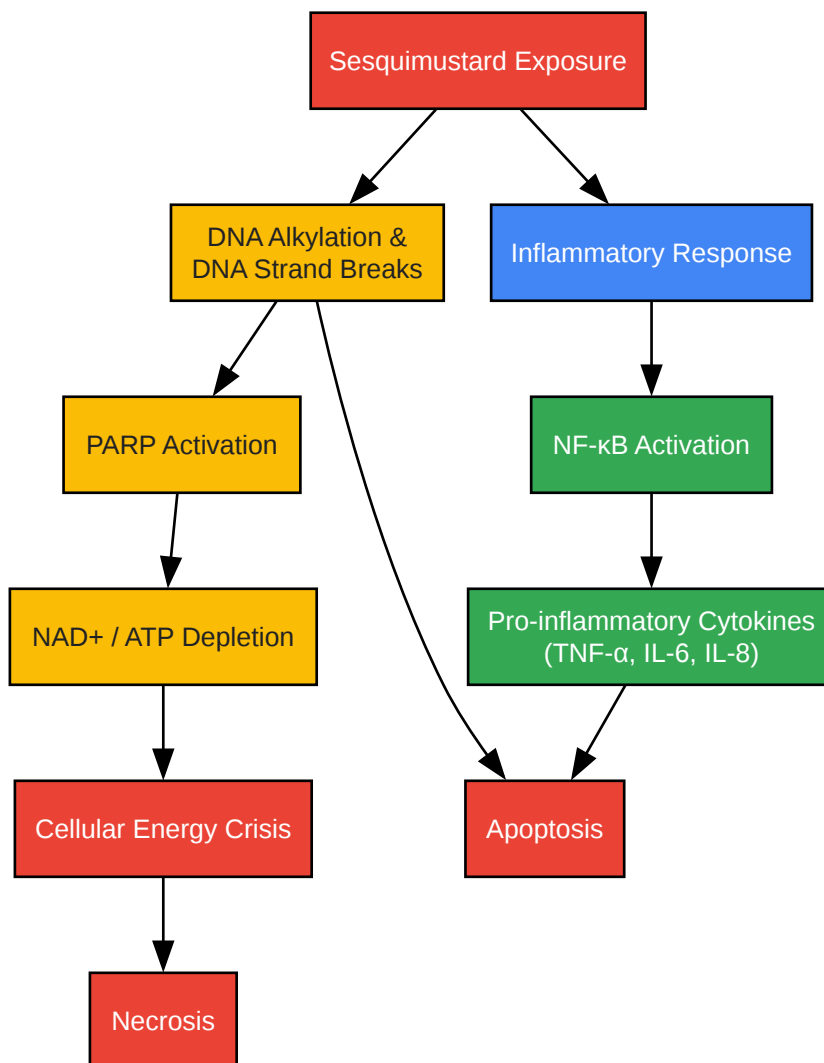 Sesquimustard Exposure
DNA Alkylation &
DNA Strand Breaks
Inflammatory Response
PARP Activation
NF-κB Activation
NAD+ / ATP Depletion
Pro-inflammatory Cytokines
(TNF-α, IL-6, IL-8)
Cellular Energy Crisis
Apoptosis
Necrosis